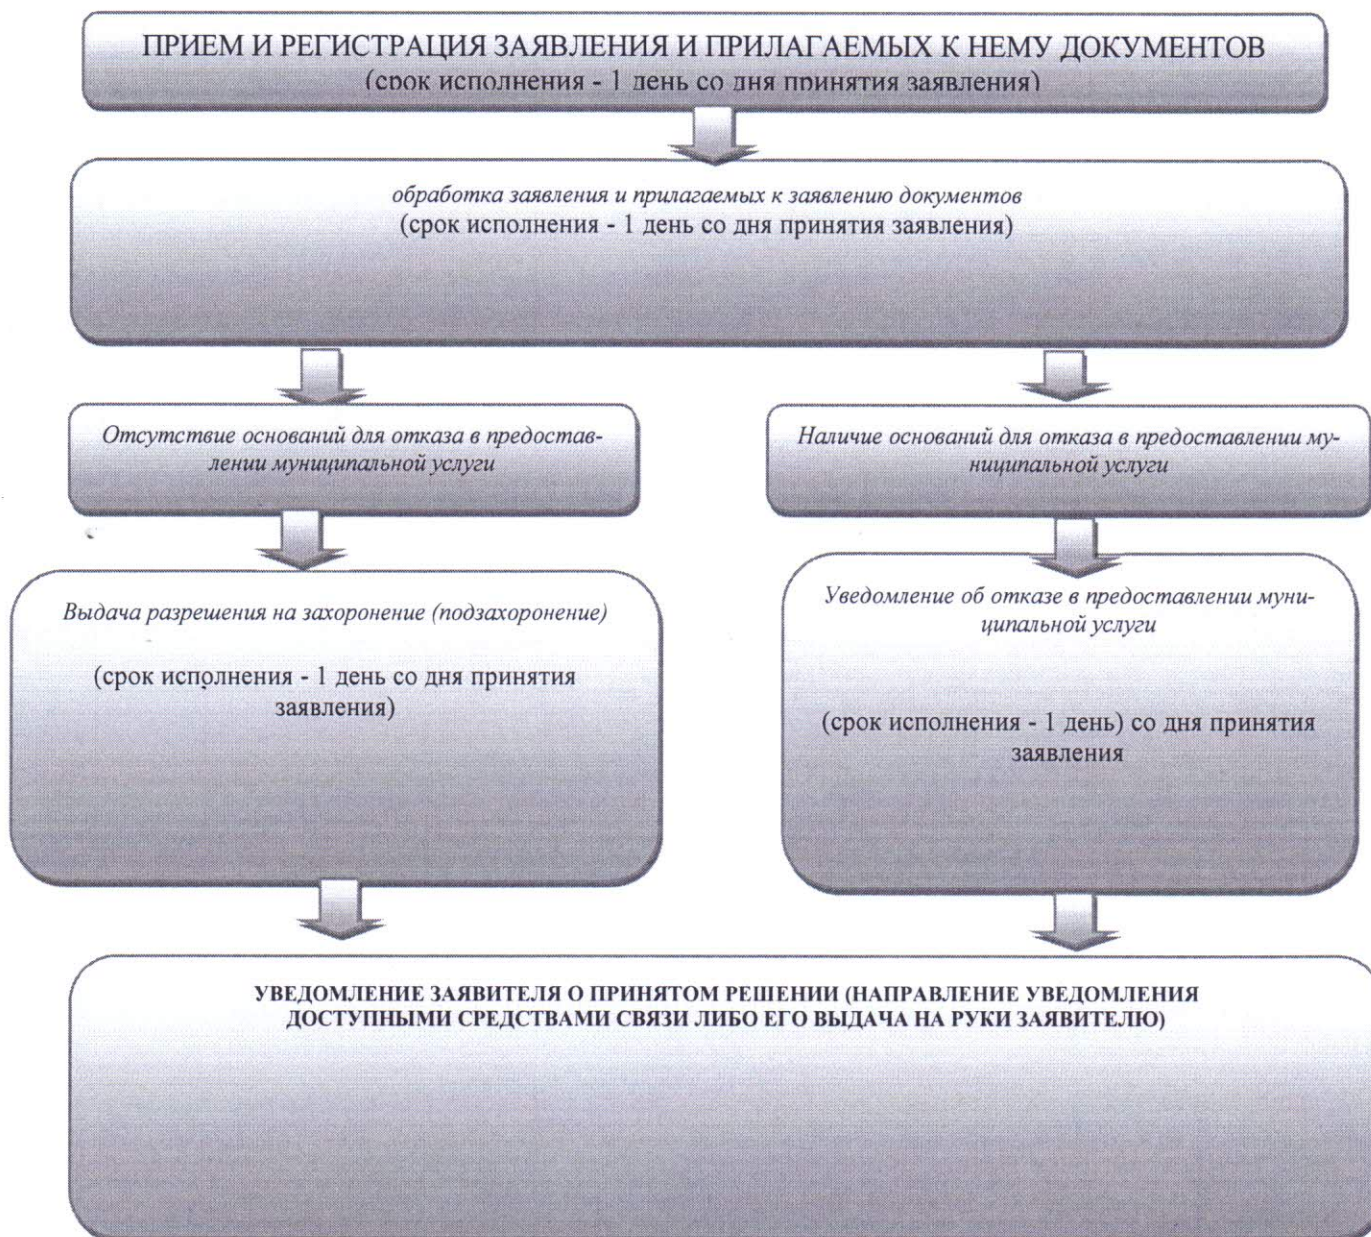 ПРИЕМ И РЕГИСТРАЦИЯ ЗАЯВЛЕНИЯ И ПРИЛАГАЕМЫХ К НЕМУ ДОКУМЕНТОВ
(срок исполнения - 1 день со дня принятия заявления)
обработка заявления и прилагаемых к заявлению документов
(срок исполнения - 1 день со дня принятия заявления)
Отсутствие оснований для отказа в предостав-
лении муниципальной услуги
Наличие оснований для отказа в предоставлении му-
ниципальной услуги
Выдача разрешения на захоронение (подзахоронение)
(срок исполнения - 1 день со дня принятия
заявления)
Уведомление об отказе в предоставлении муни-
ципальной услуги
(срок исполнения - 1 день) со дня принятия
заявления
УВЕДОМЛЕНИЕ ЗАЯВИТЕЛЯ О ПРИНЯТОМ РЕШЕНИИ (НАПРАВЛЕНИЕ УВЕДОМЛЕНИЯ
ДОСТУПНЫМИ СРЕДСТВАМИ СВЯЗИ ЛИБО ЕГО ВЫДАЧА НА РУКИ ЗАЯВИТЕЛЮ)